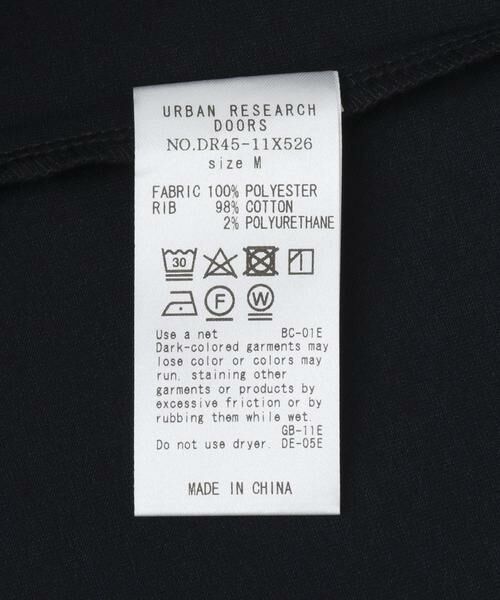 URBAN RESEARCH
DOORS
NO.DR45-11X526
size M
FABRIC 100% POLYESTER
RIB 98% COTTON
2% POLYURETHANE
30
F W
Use a net BC-01E
Dark-colored garments may
lose color or colors may
run, staining other
garments or products by
excessive friction or by
rubbing them while wet.
GB-11E
Do not use dryer. DE-05E
MADE IN CHINA